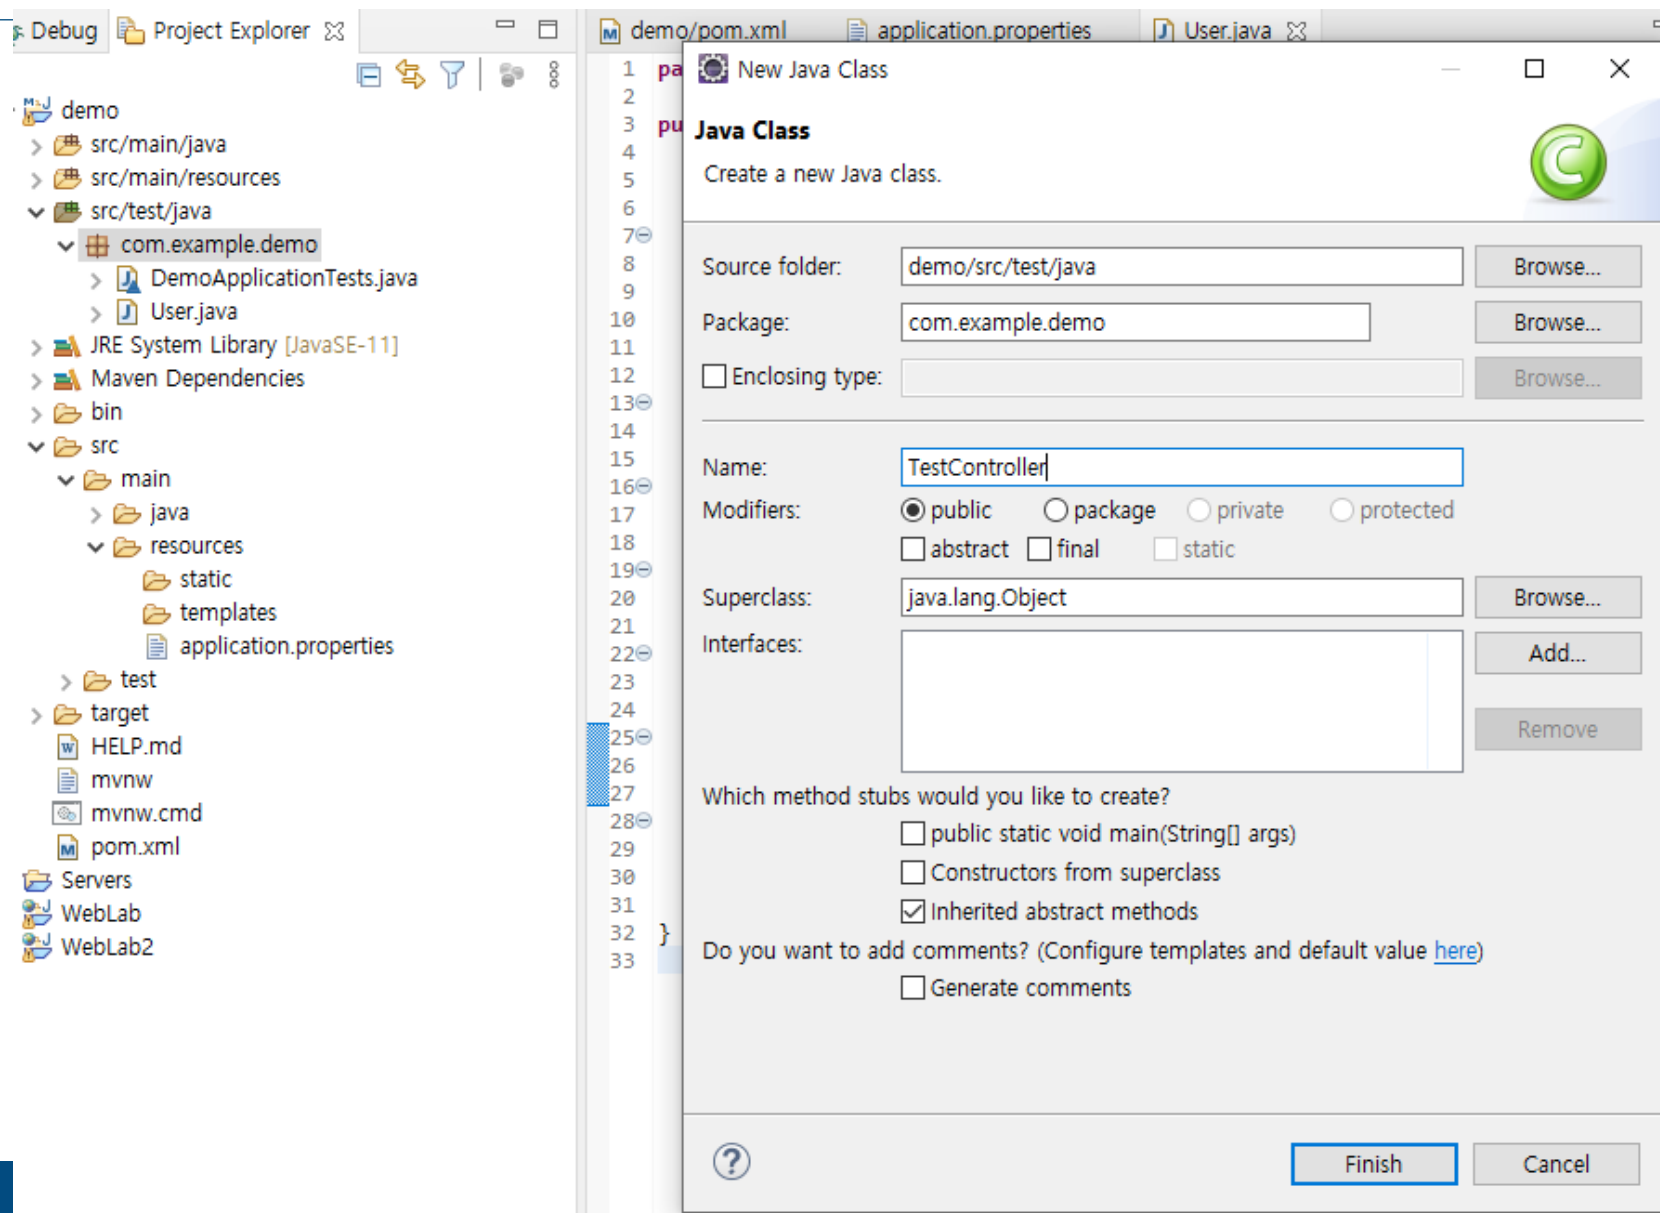 Debug
Project Explorer
demo
src/main/java
src/main/resources
src/test/java
com.example.demo
DemoApplicationTests.java
User.java
JRE System Library [JavaSE-11]
Maven Dependencies
bin
src
main
java
resources
static
templates
application.properties
test
target
HELP.md
mvnw
mvnw.cmd
pom.xml
Servers
WebLab
WebLab2
demo/pom.xml
application.properties
User.java
1 pa
2
3 pu
4
5
6
7
8
9
10
11
12
13
14
15
16
17
18
19
20
21
22
23
24
25
26
27
28
29
30
31
32 }
33
New Java Class
Java Class
Create a new Java class.
Source folder: demo/src/test/java Browse...
Package: com.example.demo Browse...
Enclosing type: Browse...
Name: TestController
Modifiers: public package private protected
abstract final static
Superclass: java.lang.Object Browse...
Interfaces: Add...
Remove
Which method stubs would you like to create?
public static void main(String[] args)
Constructors from superclass
Inherited abstract methods
Do you want to add comments? (Configure templates and default value here)
Generate comments
Finish Cancel